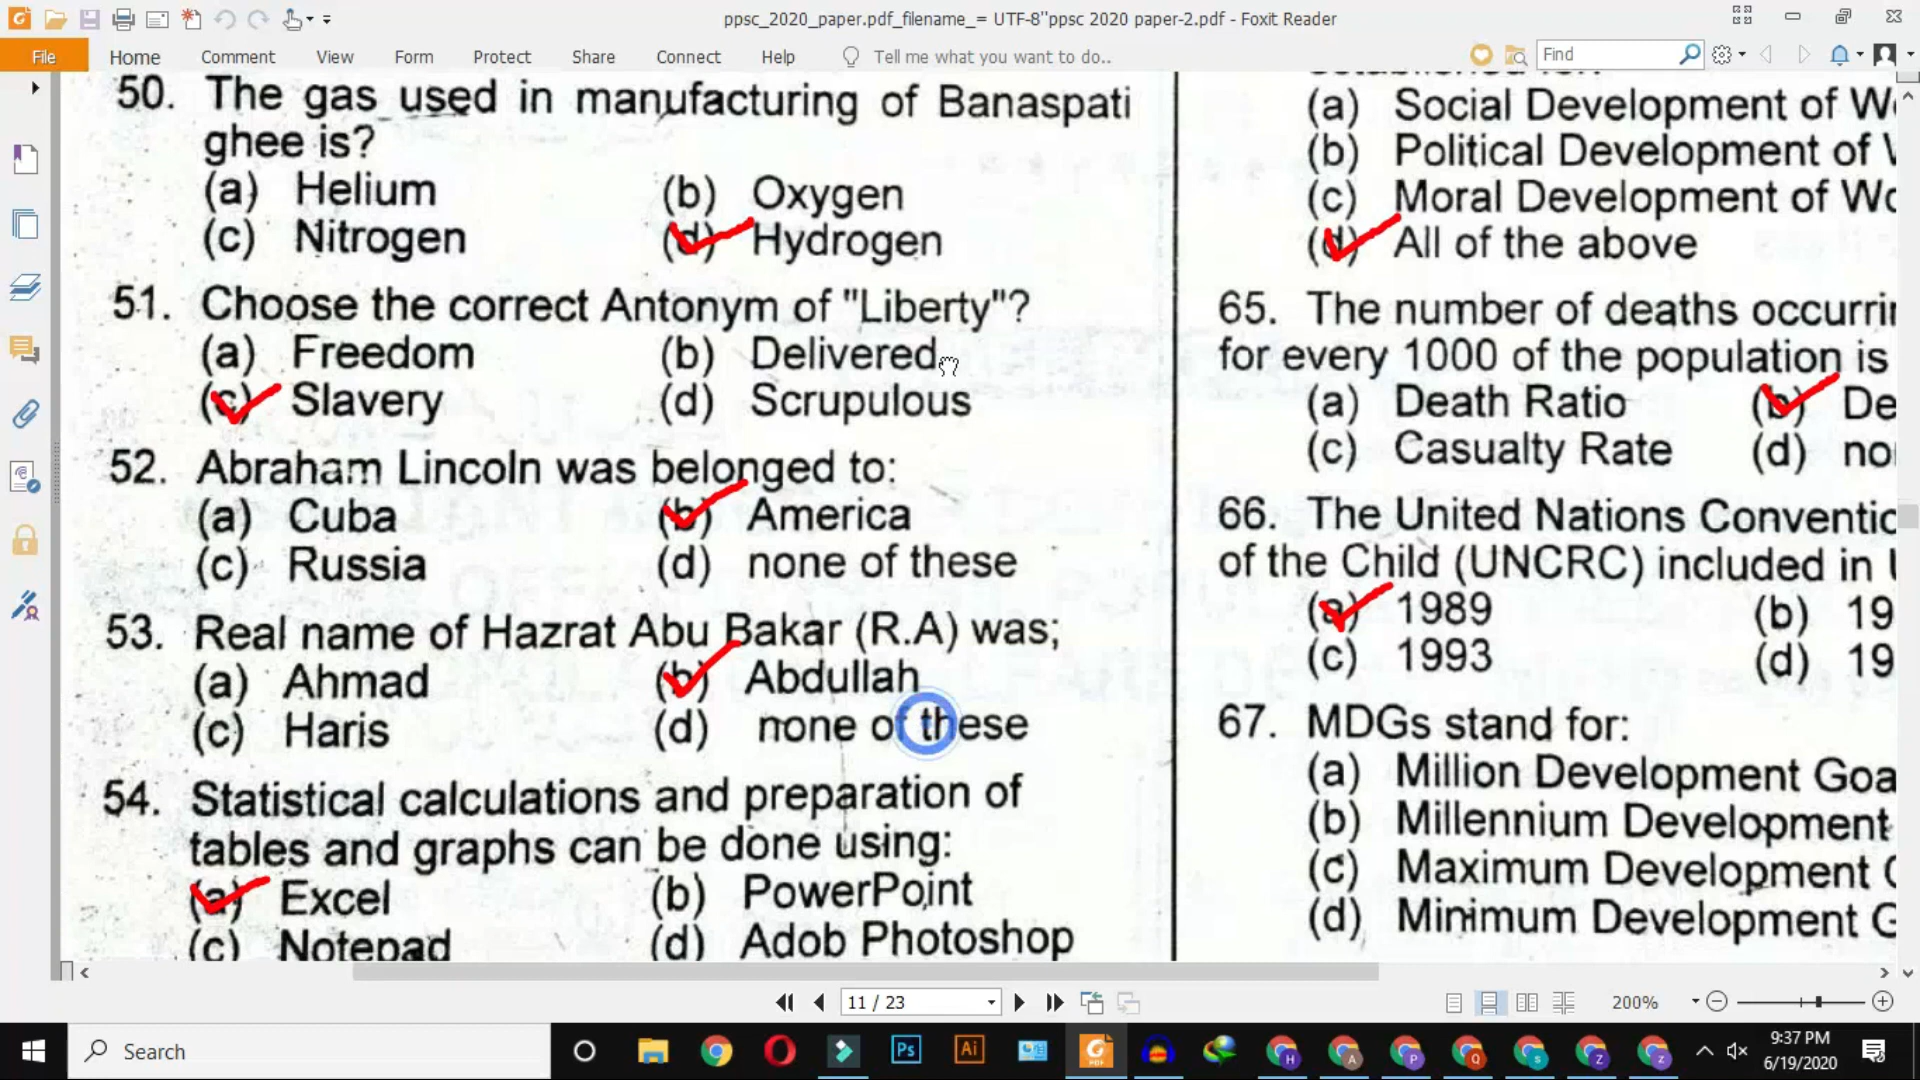 ppsc_2020_paper.pdf_filename_= UTF-8''ppsc 2020 paper-2.pdf - Foxit Reader
File Home Comment View Form Protect Share Connect Help Tell me what you want to do.. Find
50. The gas used in manufacturing of Banaspati
ghee is?
(a) Helium (b) Oxygen
(c) Nitrogen (d) Hydrogen
51. Choose the correct Antonym of "Liberty"?
(a) Freedom (b) Delivered
(c) Slavery (d) Scrupulous
52. Abraham Lincoln was belonged to:
(a) Cuba (b) America
(c) Russia (d) none of these
53. Real name of Hazrat Abu Bakar (R.A) was;
(a) Ahmad (b) Abdullah
(c) Haris (d) none of these
54. Statistical calculations and preparation of
tables and graphs can be done using:
(a) Excel (b) PowerPoint
(c) Notepad (d) Adob Photoshop
(a) Social Development of W
(b) Political Development of
(c) Moral Development of Wo
(d) All of the above
65. The number of deaths occurri
for every 1000 of the population is
(a) Death Ratio (b) De
(c) Casualty Rate (d) no
66. The United Nations Conventio
of the Child (UNCRC) included in
(a) 1989 (b) 19
(c) 1993 (d) 19
67. MDGs stand for:
(a) Million Development Goa
(b) Millennium Development
(c) Maximum Development
(d) Minimum Development G
11 / 23
200%
Search
9:37 PM
6/19/2020